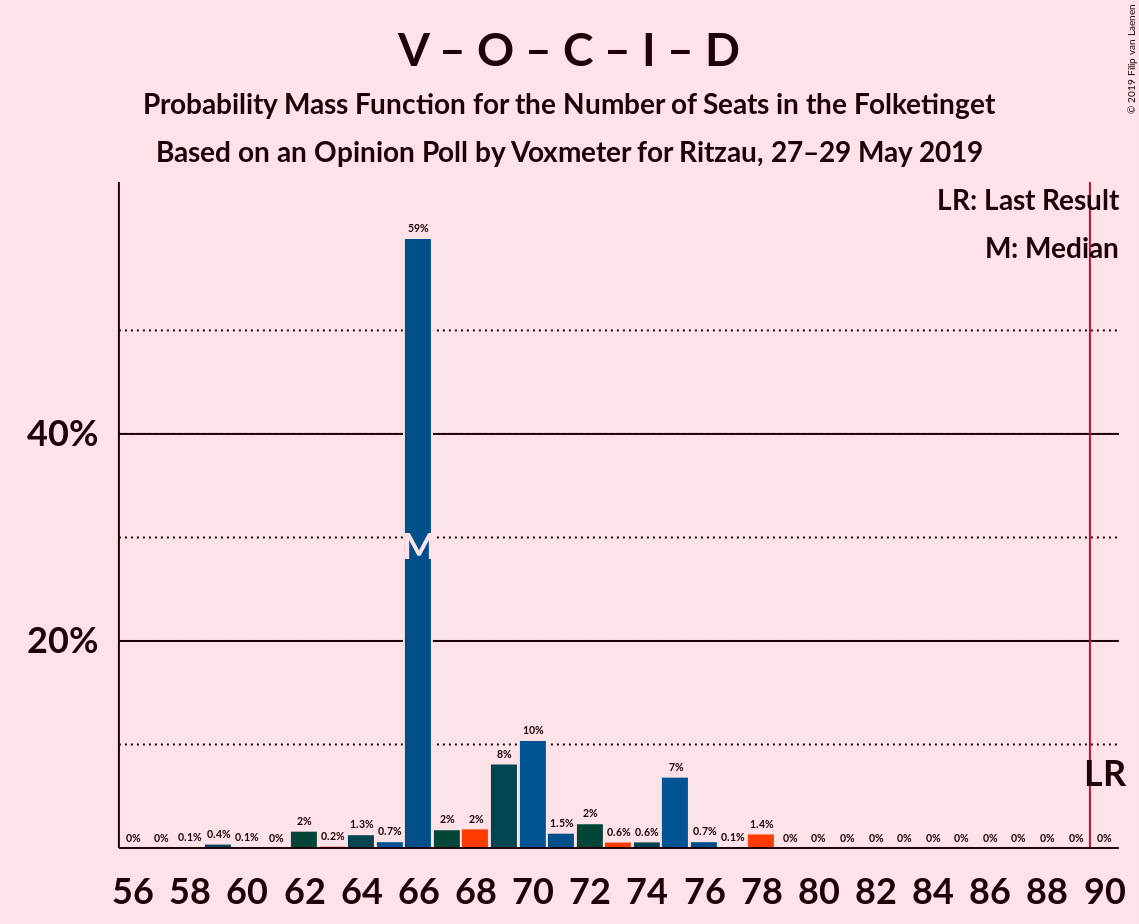 V – O – C – I – D
Probability Mass Function for the Number of Seats in the Folketinget
Based on an Opinion Poll by Voxmeter for Ritzau, 27–29 May 2019
© 2019 Filip van Laenen
LR: Last Result
M: Median
40%
20%
0% 0% 0.1% 0.4% 0.1% 0% 2% 0.2% 1.3% 0.7% 59% 2% 2% 8% 10% 1.5% 2% 0.6% 0.6% 7% 0.7% 0.1% 1.4% 0% 0% 0% 0% 0% 0% 0% 0% 0% 0% 0% 0%
M
LR
56 58 60 62 64 66 68 70 72 74 76 78 80 82 84 86 88 90